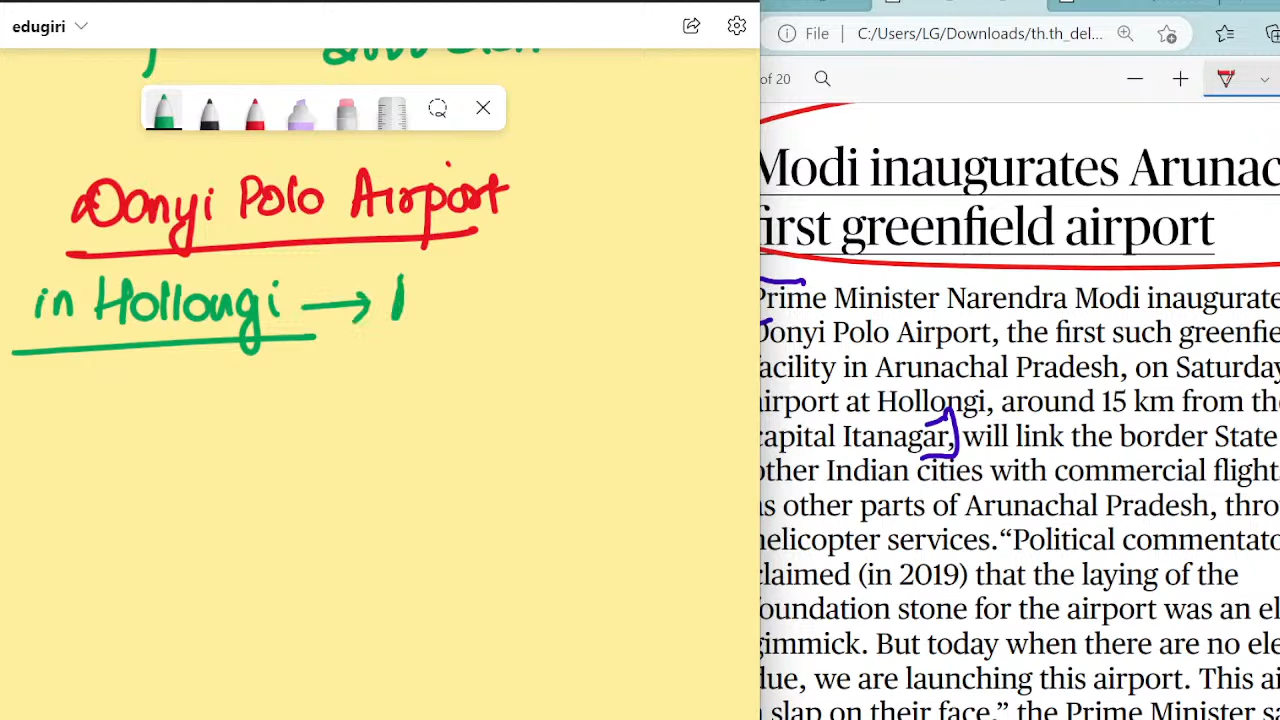 edugiri
Donyi Polo Airport
in Hollongi →
File C:/Users/LG/Downloads/th.th_del...
of 20
Modi inaugurates Arunac
first greenfield airport
Prime Minister Narendra Modi inaugurate
Donyi Polo Airport, the first such greenfie
facility in Arunachal Pradesh, on Saturday
airport at Hollongi, around 15 km from the
capital Itanagar, will link the border State
other Indian cities with commercial flight
as other parts of Arunachal Pradesh, thro
helicopter services.“Political commentato
claimed (in 2019) that the laying of the
foundation stone for the airport was an el
gimmick. But today when there are no ele
due, we are launching this airport. This ai
slap on their face,” the Prime Minister sa